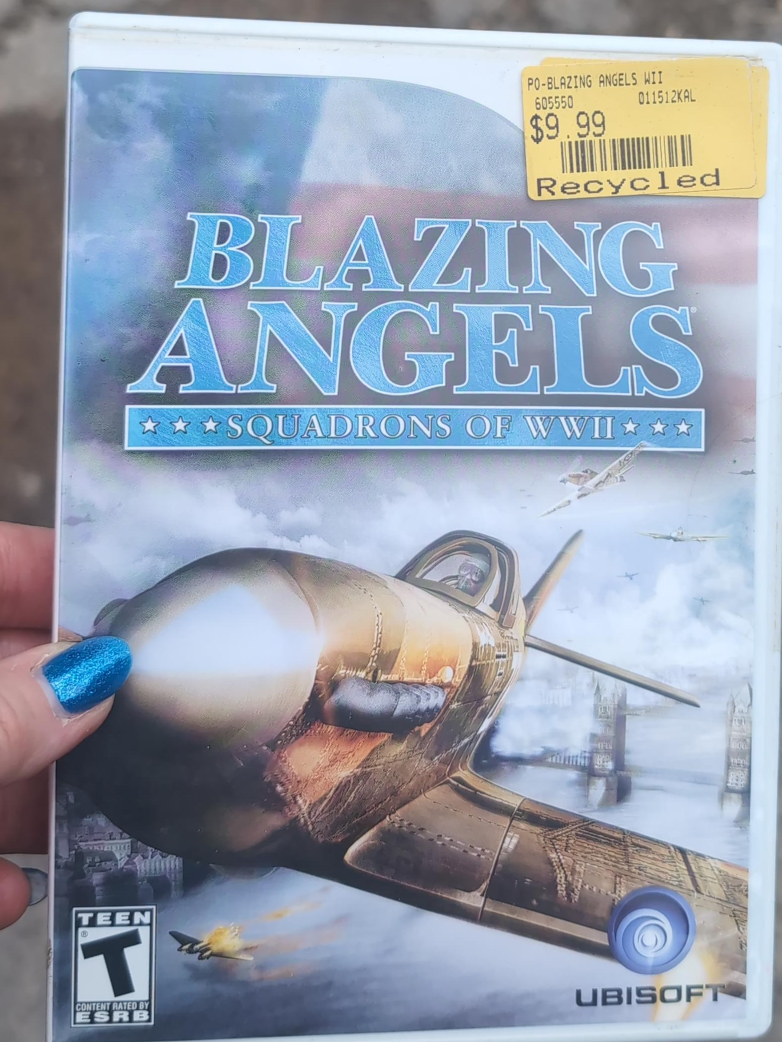 PO-BLAZING ANGELS WII
605550 011512KAL
$9.99
Recycled
BLAZING
ANGELS®
★★★SQUADRONS OF WWII★★★
TEEN
T®
CONTENT RATED BY
ESRB
UBISOFT